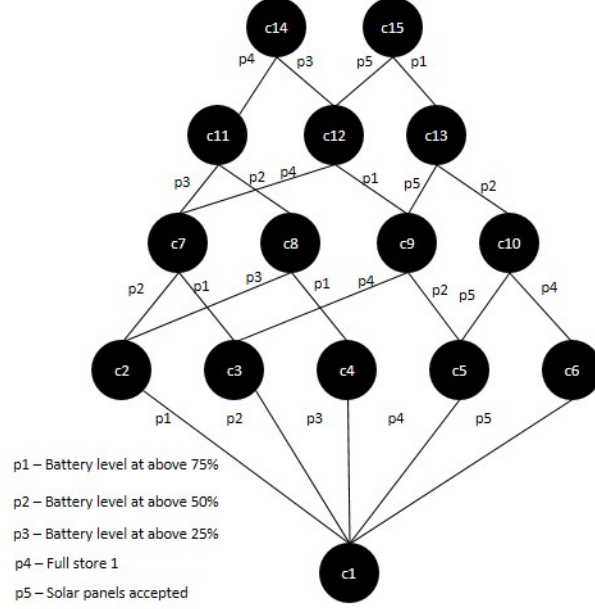 c14 c15
p4 p3 p5 p1
c11 c12 c13
p3 p2 p4 p1 p5 p2
c7 c8 c9 c10
p2 p1 p3 p1 p4 p2 p5 p4
c2 c3 c4 c5 c6
p1 p2 p3 p4 p5
p1 – Battery level at above 75%
p2 – Battery level at above 50%
p3 – Battery level at above 25%
p4 – Full store 1
c1
p5 – Solar panels accepted